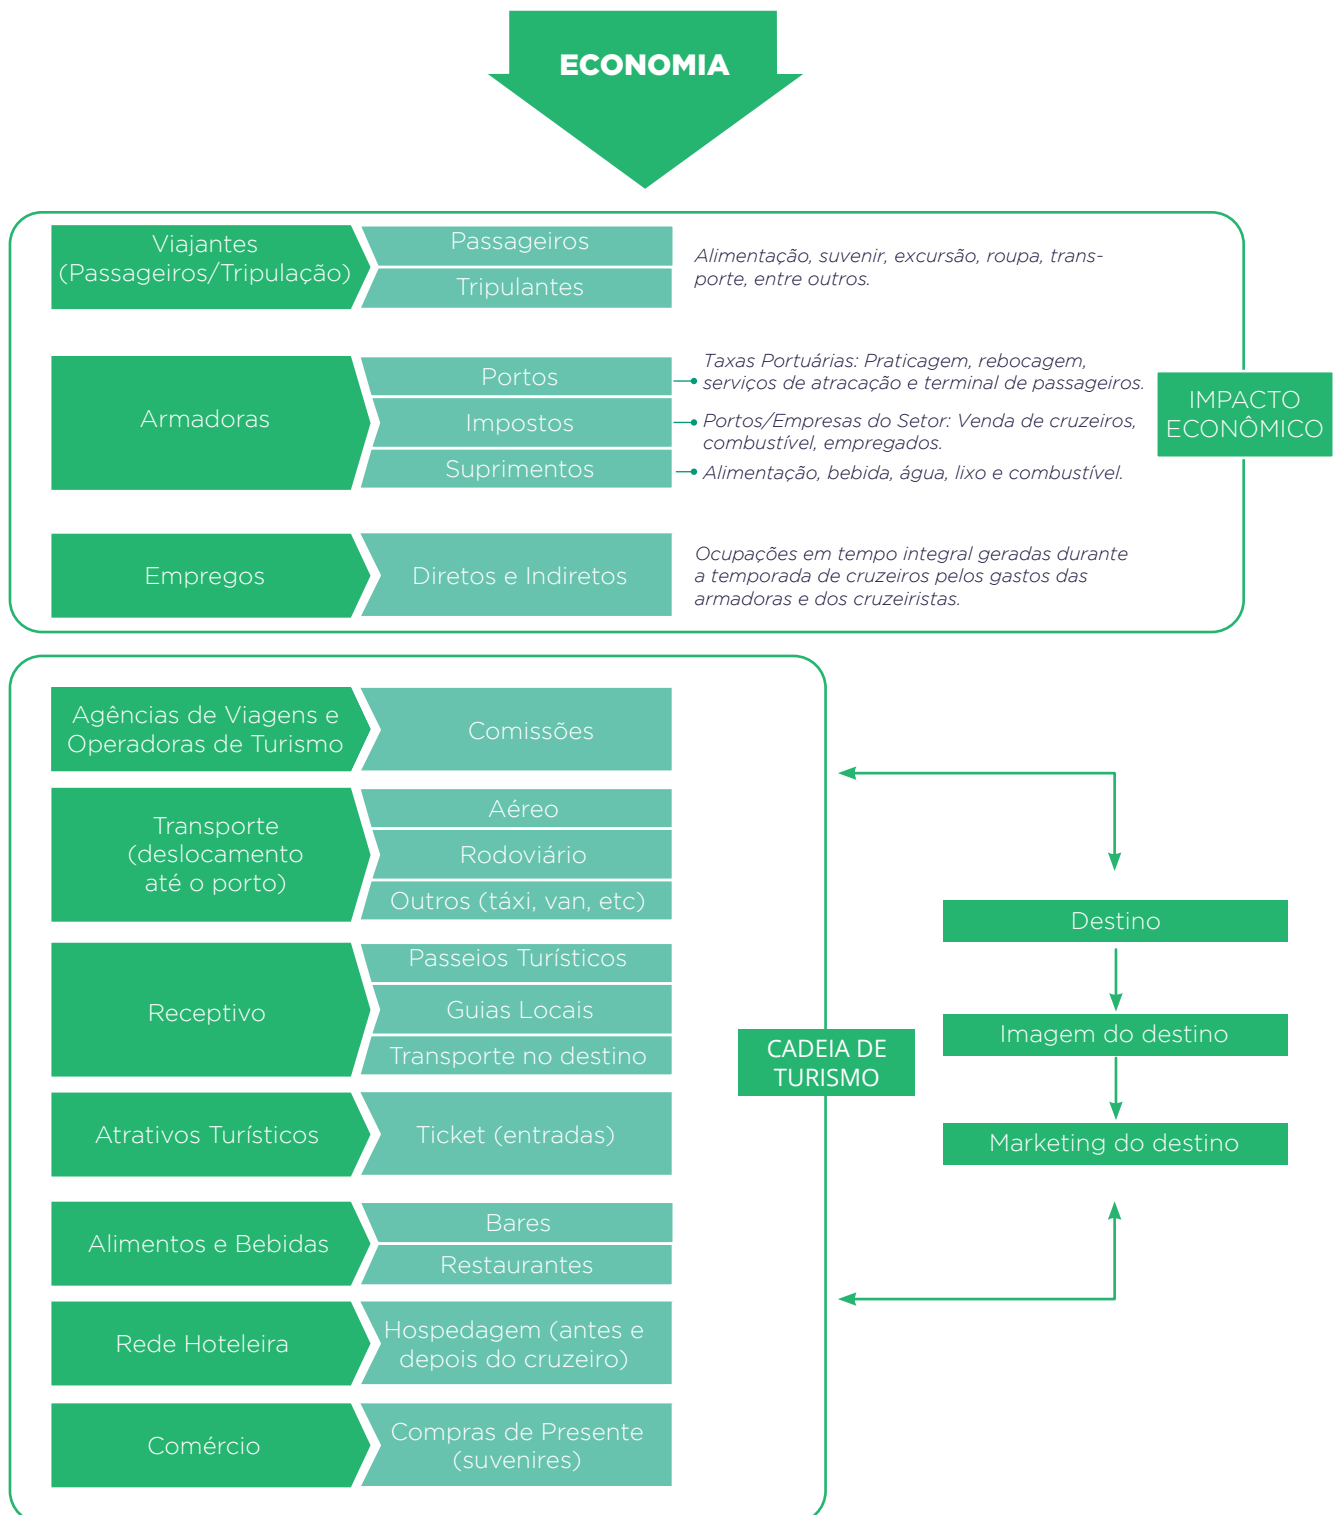 ECONOMIA
Viajantes
(Passageiros/Tripulação)
Passageiros
Tripulantes
Alimentação, suvenir, excursão, roupa, trans-
porte, entre outros.
Armadoras
Portos
Impostos
Suprimentos
Taxas Portuárias: Praticagem, rebocagem,
serviços de atracação e terminal de passageiros.
Portos/Empresas do Setor: Venda de cruzeiros,
combustível, empregados.
Alimentação, bebida, água, lixo e combustível.
IMPACTO
ECONÔMICO
Empregos
Diretos e Indiretos
Ocupações em tempo integral geradas durante
a temporada de cruzeiros pelos gastos das
armadoras e dos cruzeiristas.
Agências de Viagens e
Operadoras de Turismo
Comissões
Transporte
(deslocamento
até o porto)
Aéreo
Rodoviário
Outros (táxi, van, etc)
Receptivo
Passeios Turísticos
Guias Locais
Transporte no destino
Atrativos Turísticos
Ticket (entradas)
Alimentos e Bebidas
Bares
Restaurantes
Rede Hoteleira
Hospedagem (antes e
depois do cruzeiro)
Comércio
Compras de Presente
(suvenires)
CADEIA DE
TURISMO
Destino
Imagem do destino
Marketing do destino